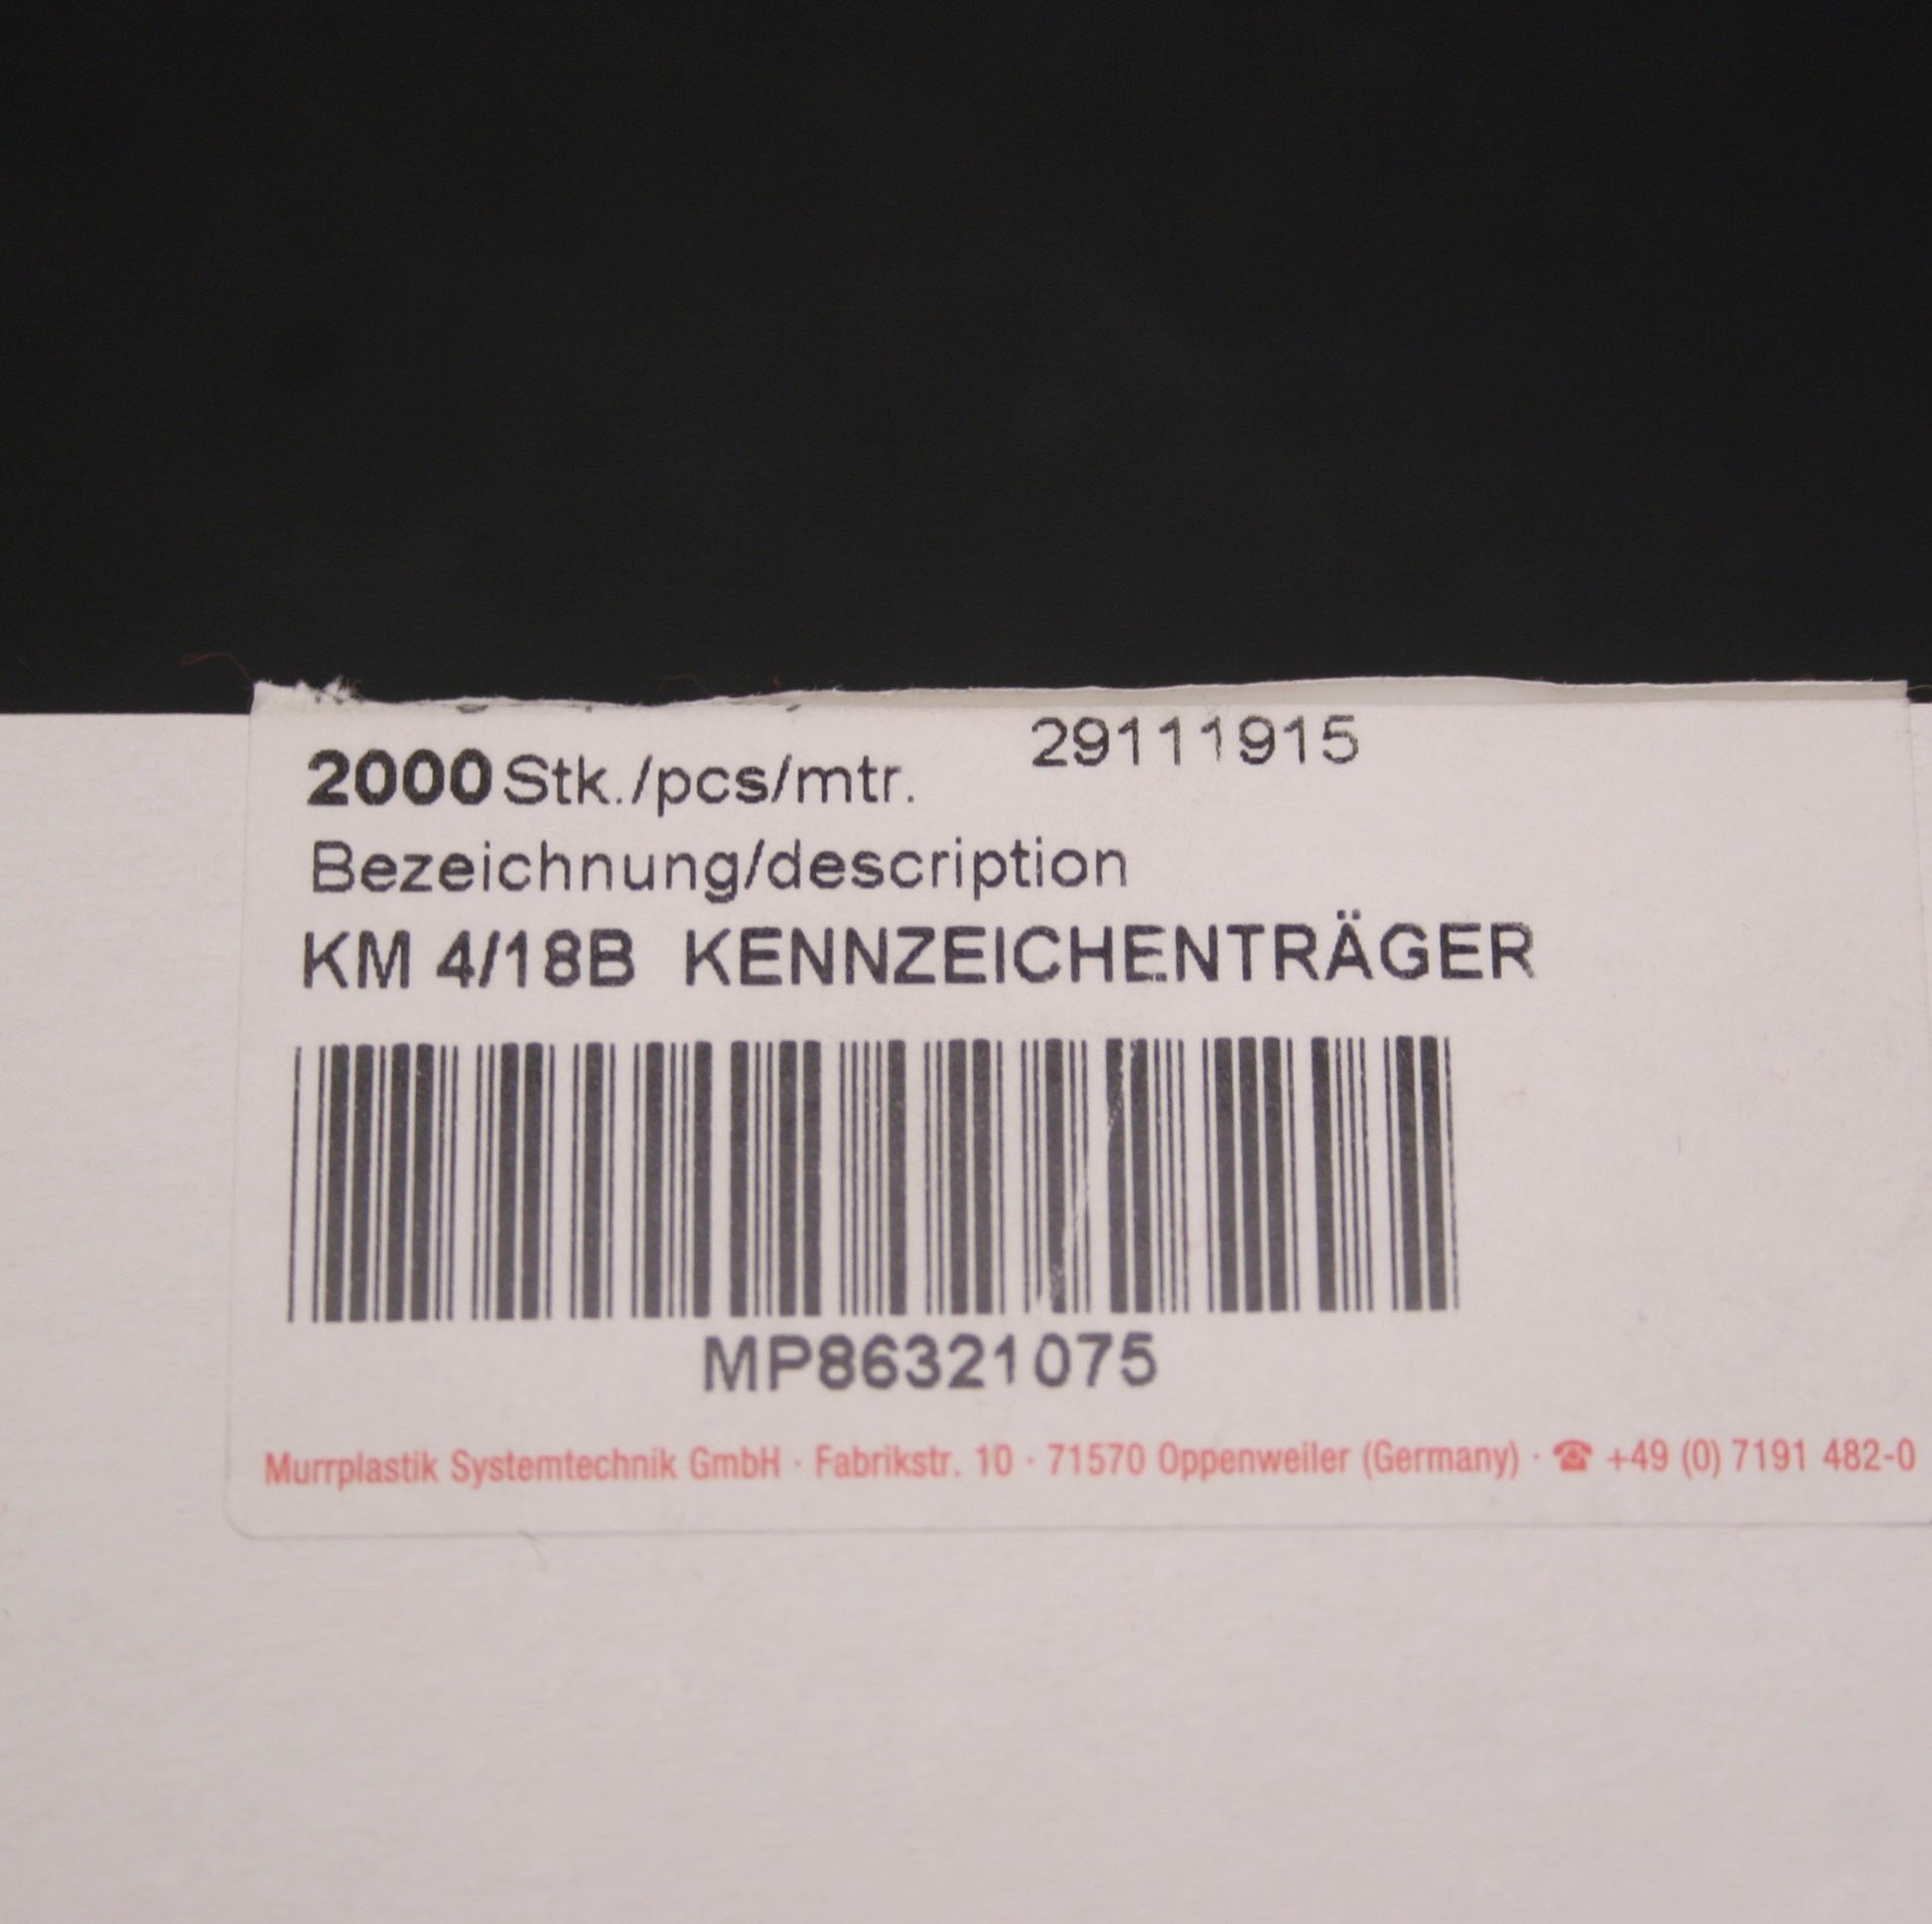 2000 Stk./pcs/mtr. 29111915
Bezeichnung/description
KM 4/18B KENNZEICHENTRÄGER
MP86321075
Murrplastik Systemtechnik GmbH · Fabrikstr. 10 · 71570 Oppenweiler (Germany) · ☎ +49 (0) 7191 482-0